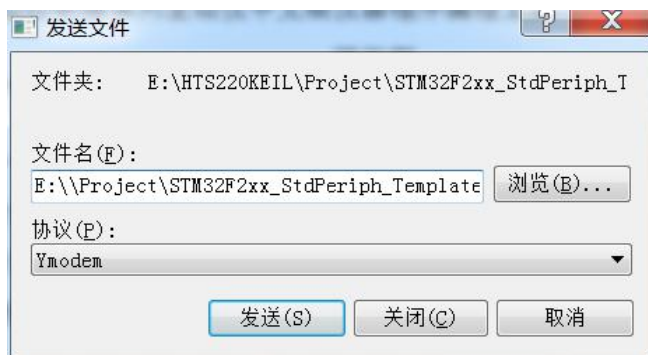 发送文件
文件夹: E:\HTS220KEIL\Project\STM32F2xx_StdPeriph_T
文件名(F):
E:\\Project\STM32F2xx_StdPeriph_Template 浏览(B)...
协议(P):
Ymodem
发送(S) 关闭(C) 取消